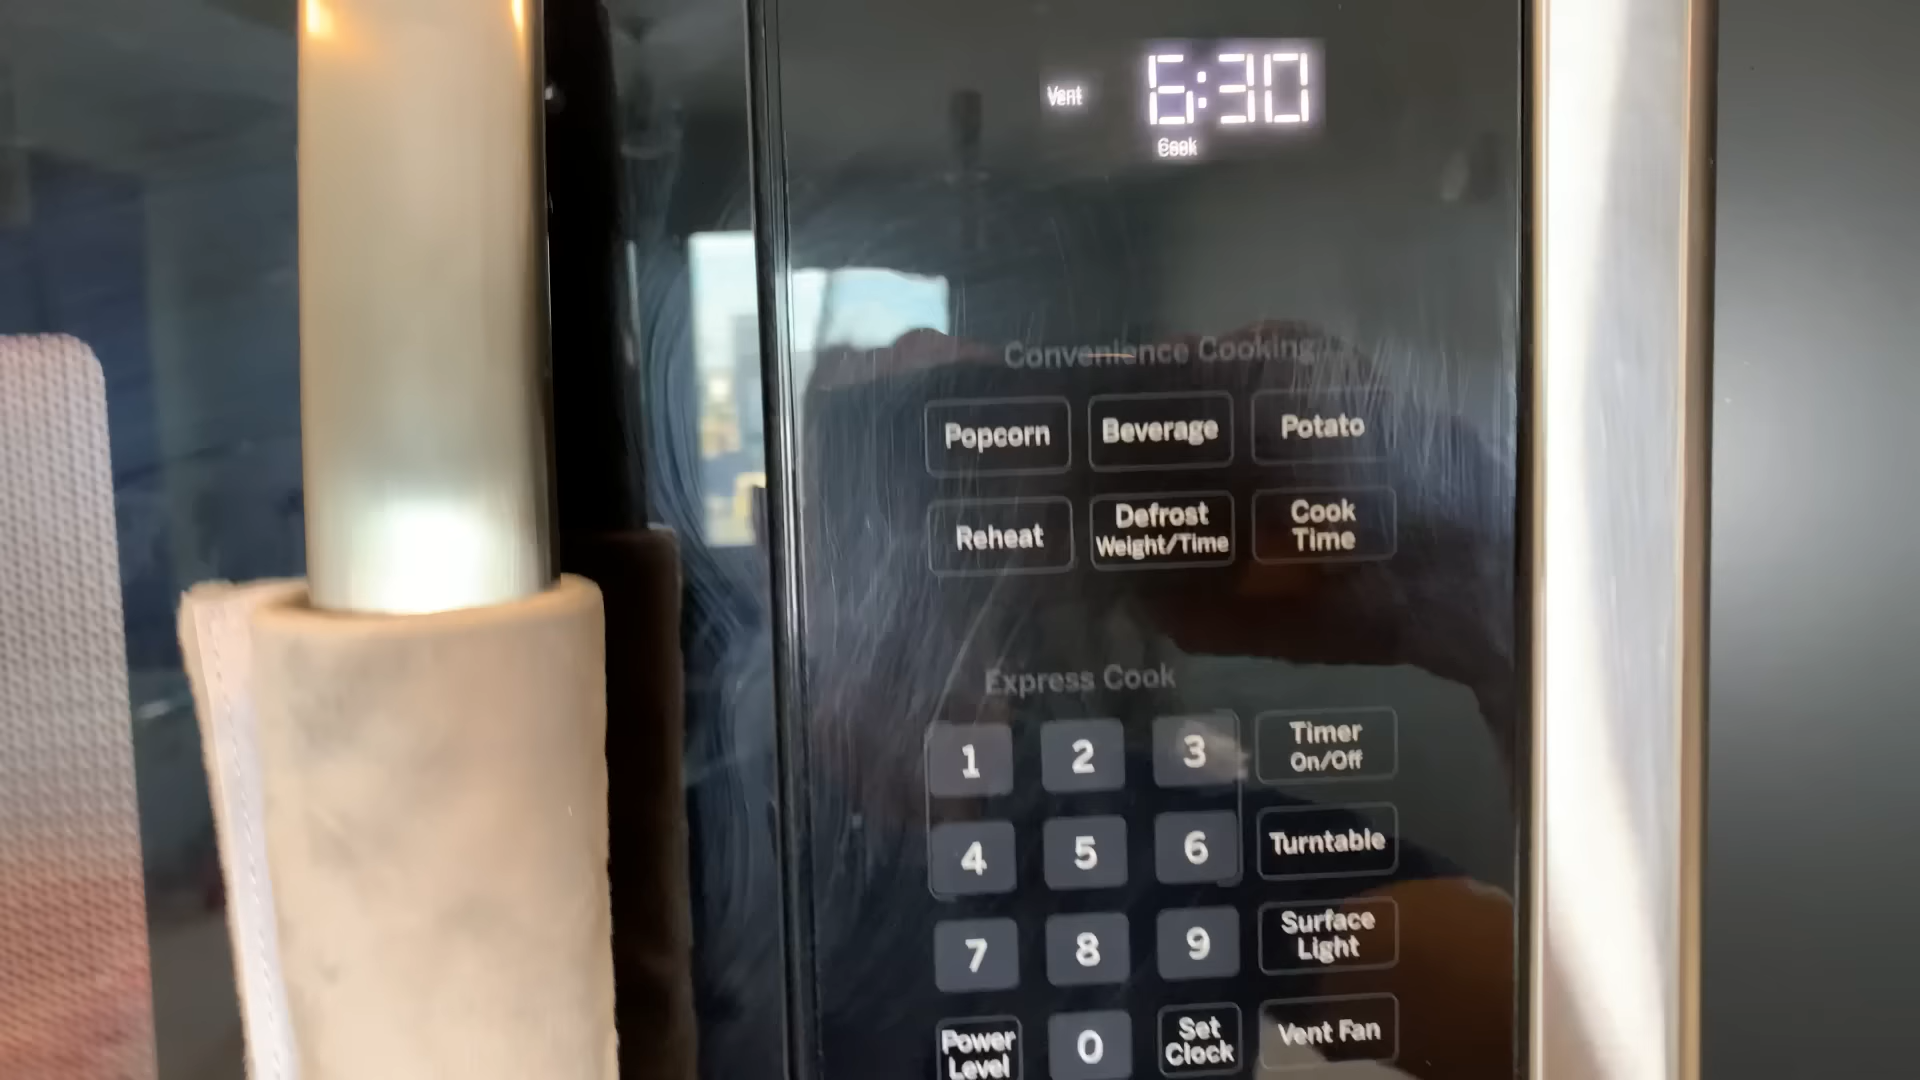 Vent
6:30
Cook
Convenience Cooking
Popcorn
Beverage
Potato
Reheat
Defrost
Weight/Time
Cook
Time
Express Cook
1
2
3
Timer
On/Off
4
5
6
Turntable
7
8
9
Surface
Light
Power
Level
0
Set
Clock
Vent Fan